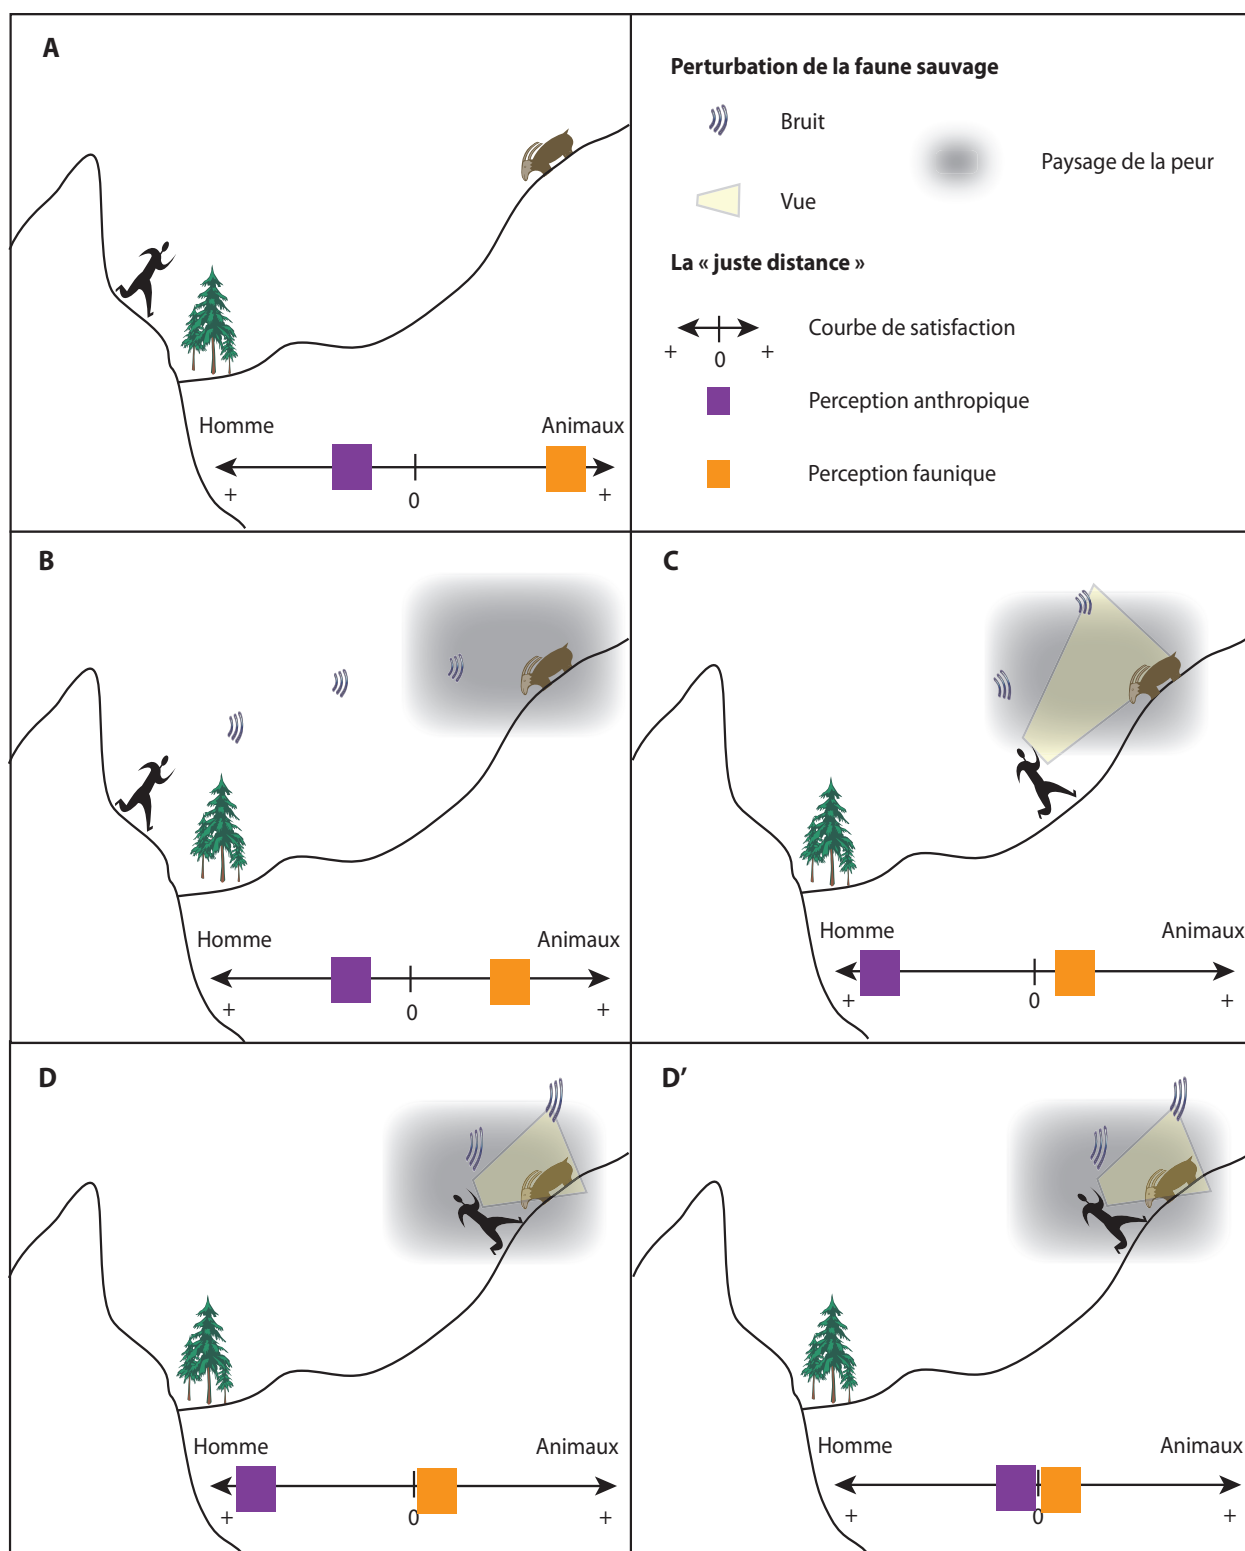 A
Perturbation de la faune sauvage
Bruit
Paysage de la peur
Vue
La « juste distance »
Courbe de satisfaction
+ 0 +
Perception anthropique
Perception faunique
Homme Animaux
+ 0 +
B
C
Homme Animaux
+ 0 +
Homme Animaux
+ 0 +
D
D′
Homme Animaux
+ 0 +
Homme Animaux
+ 0 +